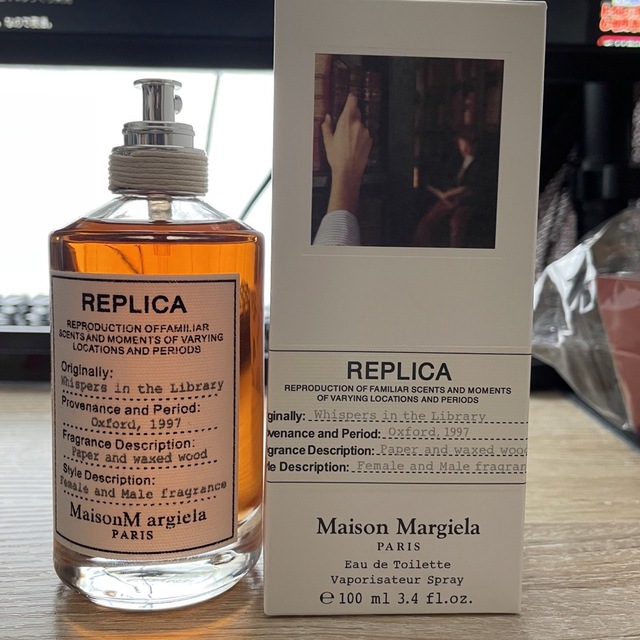 REPLICA
REPRODUCTION OFFAMILIAR
SCENTS AND MOMENTS OF VARYING
LOCATIONS AND PERIODS
Originally:
Whispers in the Library
Provenance and Period:
Oxford, 1997
Fragrance Description:
Paper and waxed wood
Style Description:
Female and Male fragrance
MaisonM argiela
PARIS
REPLICA
REPRODUCTION OF FAMILIAR SCENTS AND MOMENTS
OF VARYING LOCATIONS AND PERIODS
ginally: Whispers in the Library
venance and Period: Oxford, 1997
grance Description: Paper and waxed wood
le Description: Female and Male fragran
Maison Margiela
PARIS
Eau de Toilette
Vaporisateur Spray
℮ 100 ml 3.4 fl.oz.